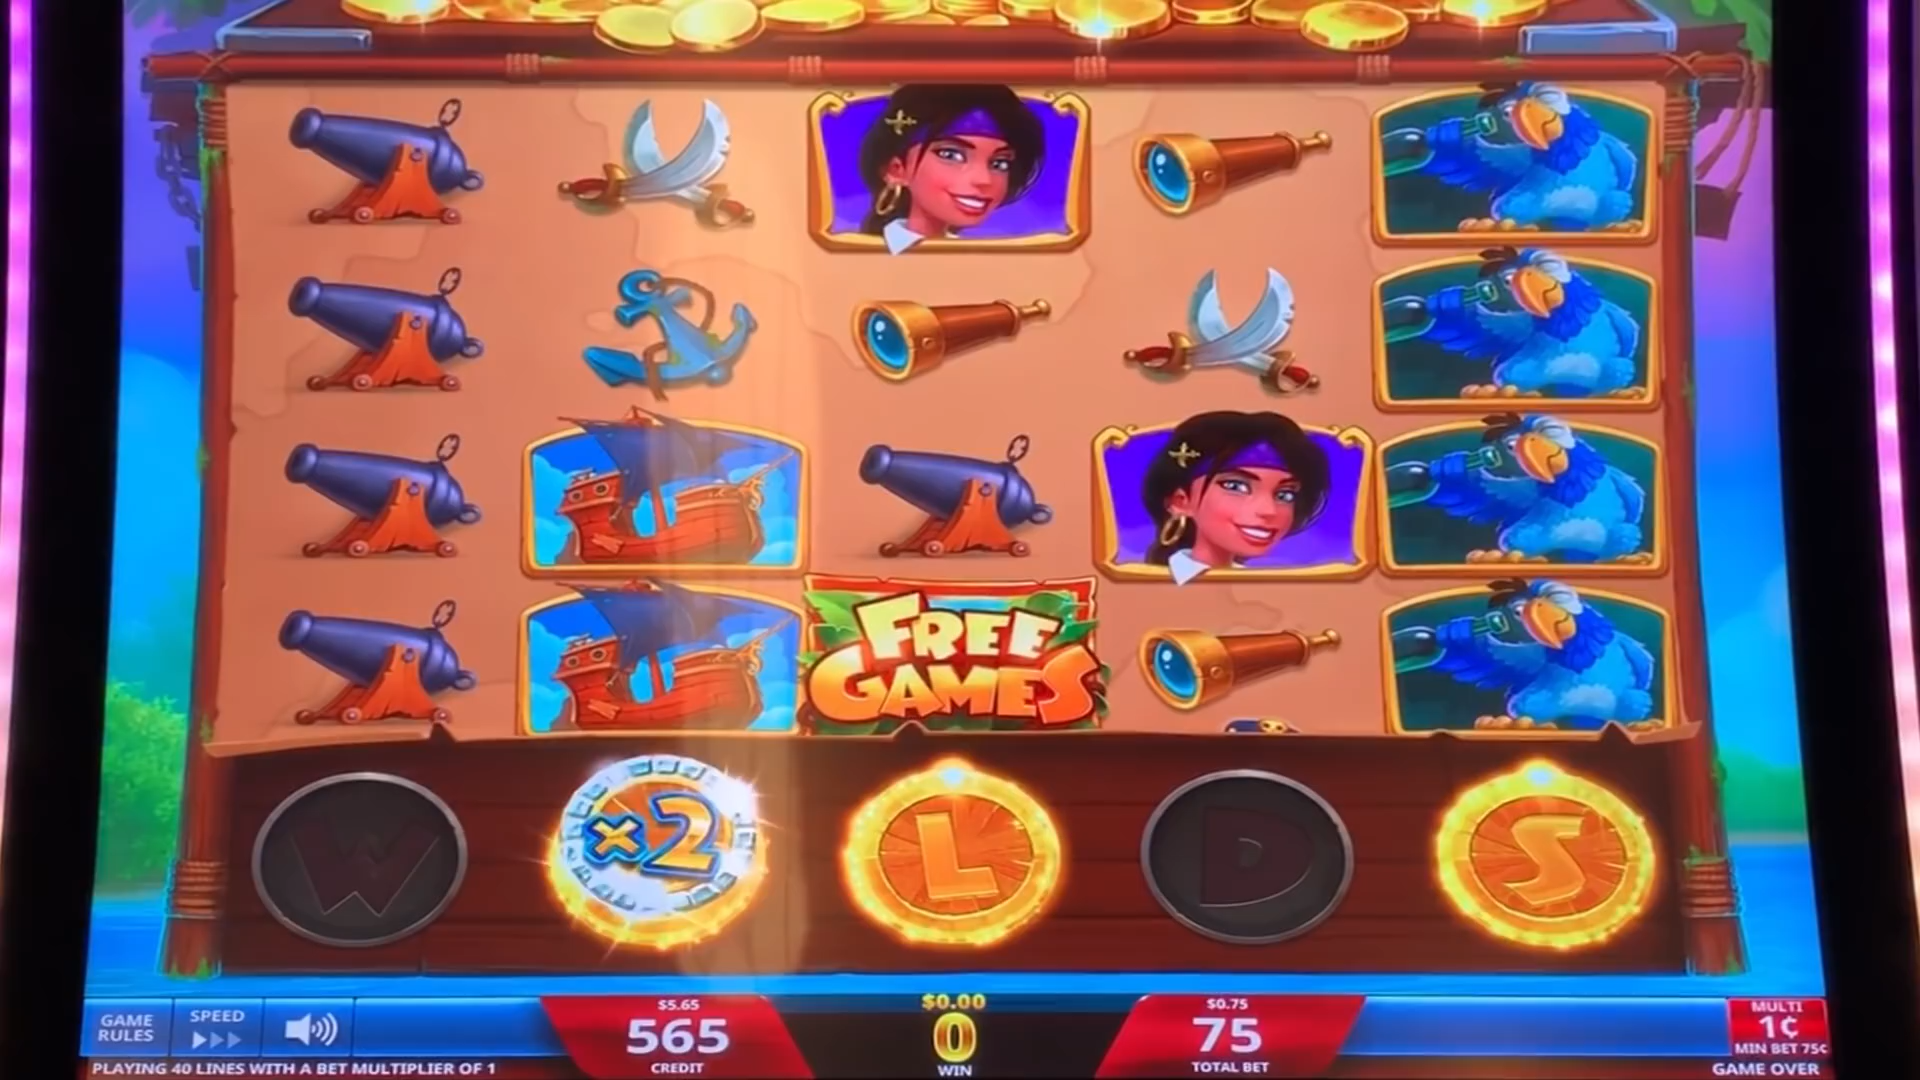 FREE
GAMES
W
×2
L
D
S
GAME
RULES
SPEED
$5.65
565
CREDIT
$0.00
0
WIN
$0.75
75
TOTAL BET
MULTI
1¢
MIN BET 75¢
PLAYING 40 LINES WITH A BET MULTIPLIER OF 1
GAME OVER